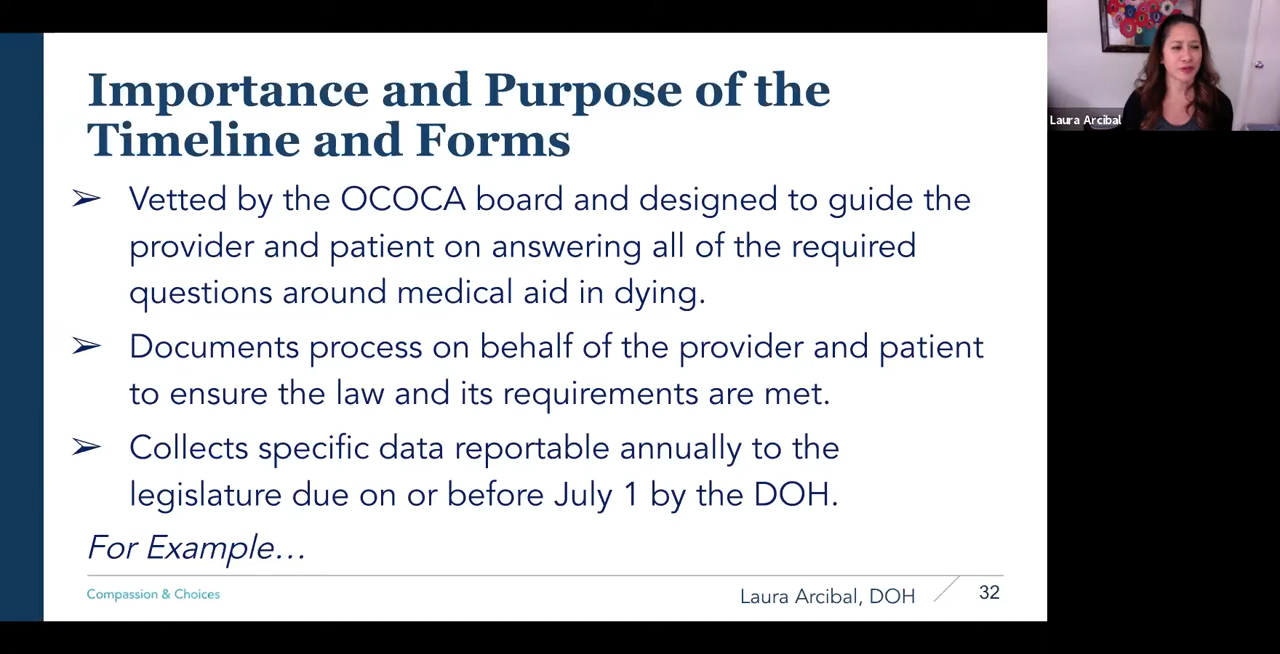 Importance and Purpose of the
Timeline and Forms
➢ Vetted by the OCOCA board and designed to guide the
provider and patient on answering all of the required
questions around medical aid in dying.
➢ Documents process on behalf of the provider and patient
to ensure the law and its requirements are met.
➢ Collects specific data reportable annually to the
legislature due on or before July 1 by the DOH.
For Example…
Compassion & Choices
Laura Arcibal, DOH
32
Laura Arcibal